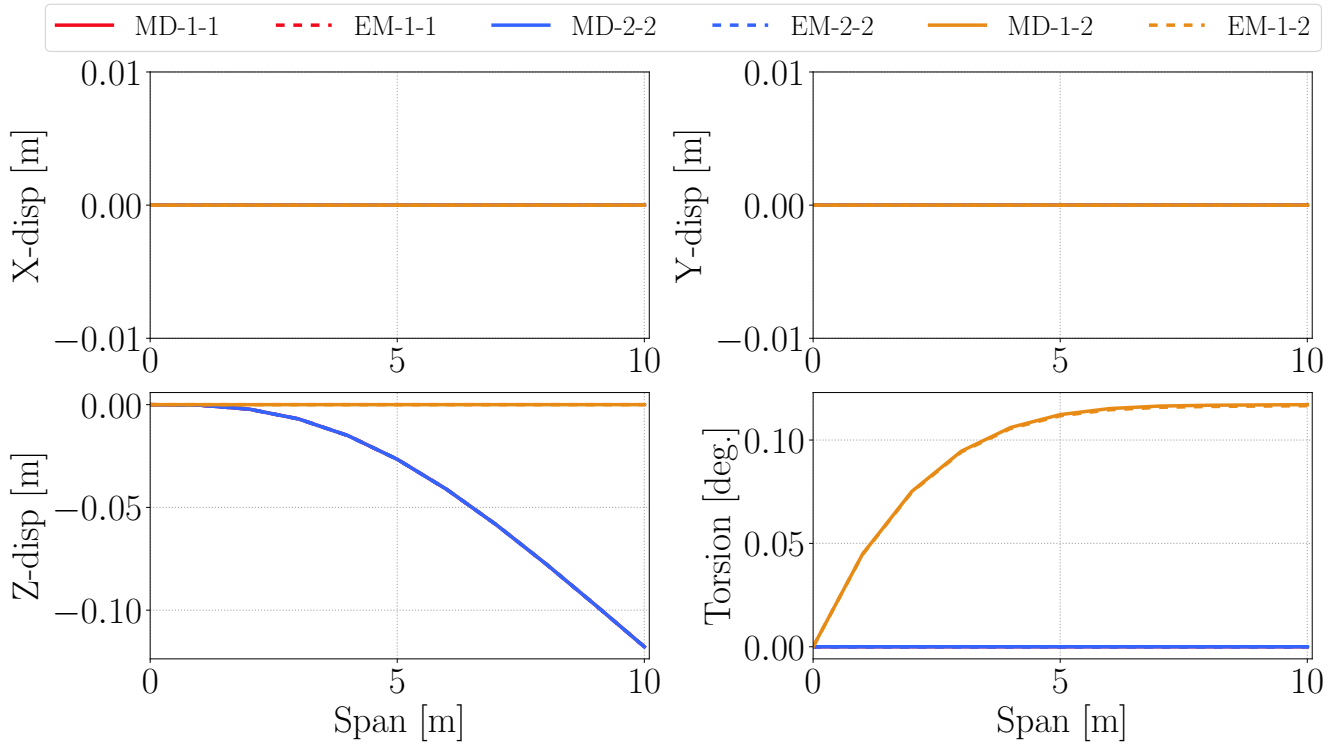 MD-1-1 EM-1-1 MD-2-2 EM-2-2 MD-1-2 EM-1-2
X-disp [m]
0.01
0.00
−0.01
0 5 10
Y-disp [m]
0.01
0.00
−0.01
0 5 10
Z-disp [m]
0.00
−0.05
−0.10
0 5 10
Span [m]
Torsion [deg.]
0.10
0.05
0.00
0 5 10
Span [m]